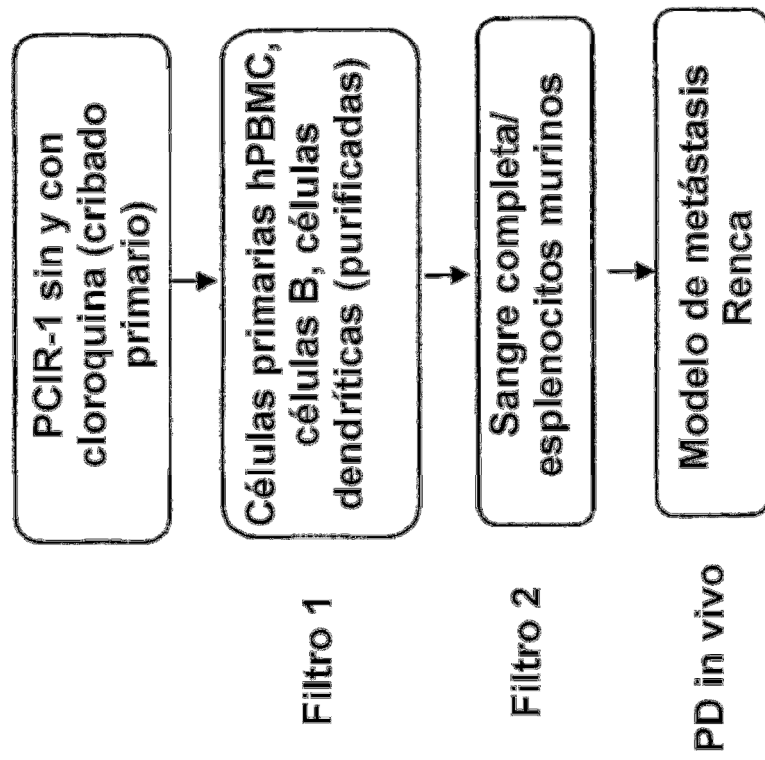 PCIR-1 sin y con
cloroquina (cribado
primario)
Filtro 1
Células primarias hPBMC,
células B, células
dendríticas (purificadas)
Filtro 2
Sangre completa/
esplenocitos murinos
PD in vivo
Modelo de metástasis
Renca